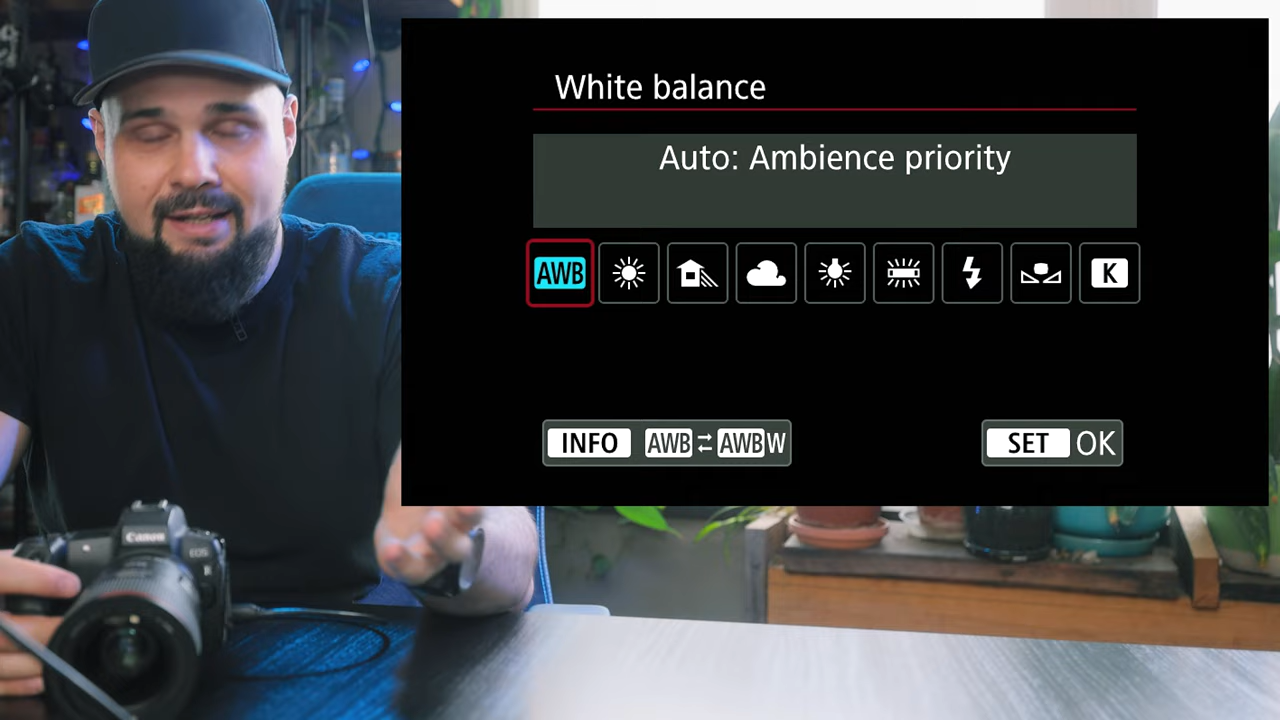 White balance
Auto: Ambience priority
AWB
K
INFO AWB AWBW
SET OK
Canon
EOS
R